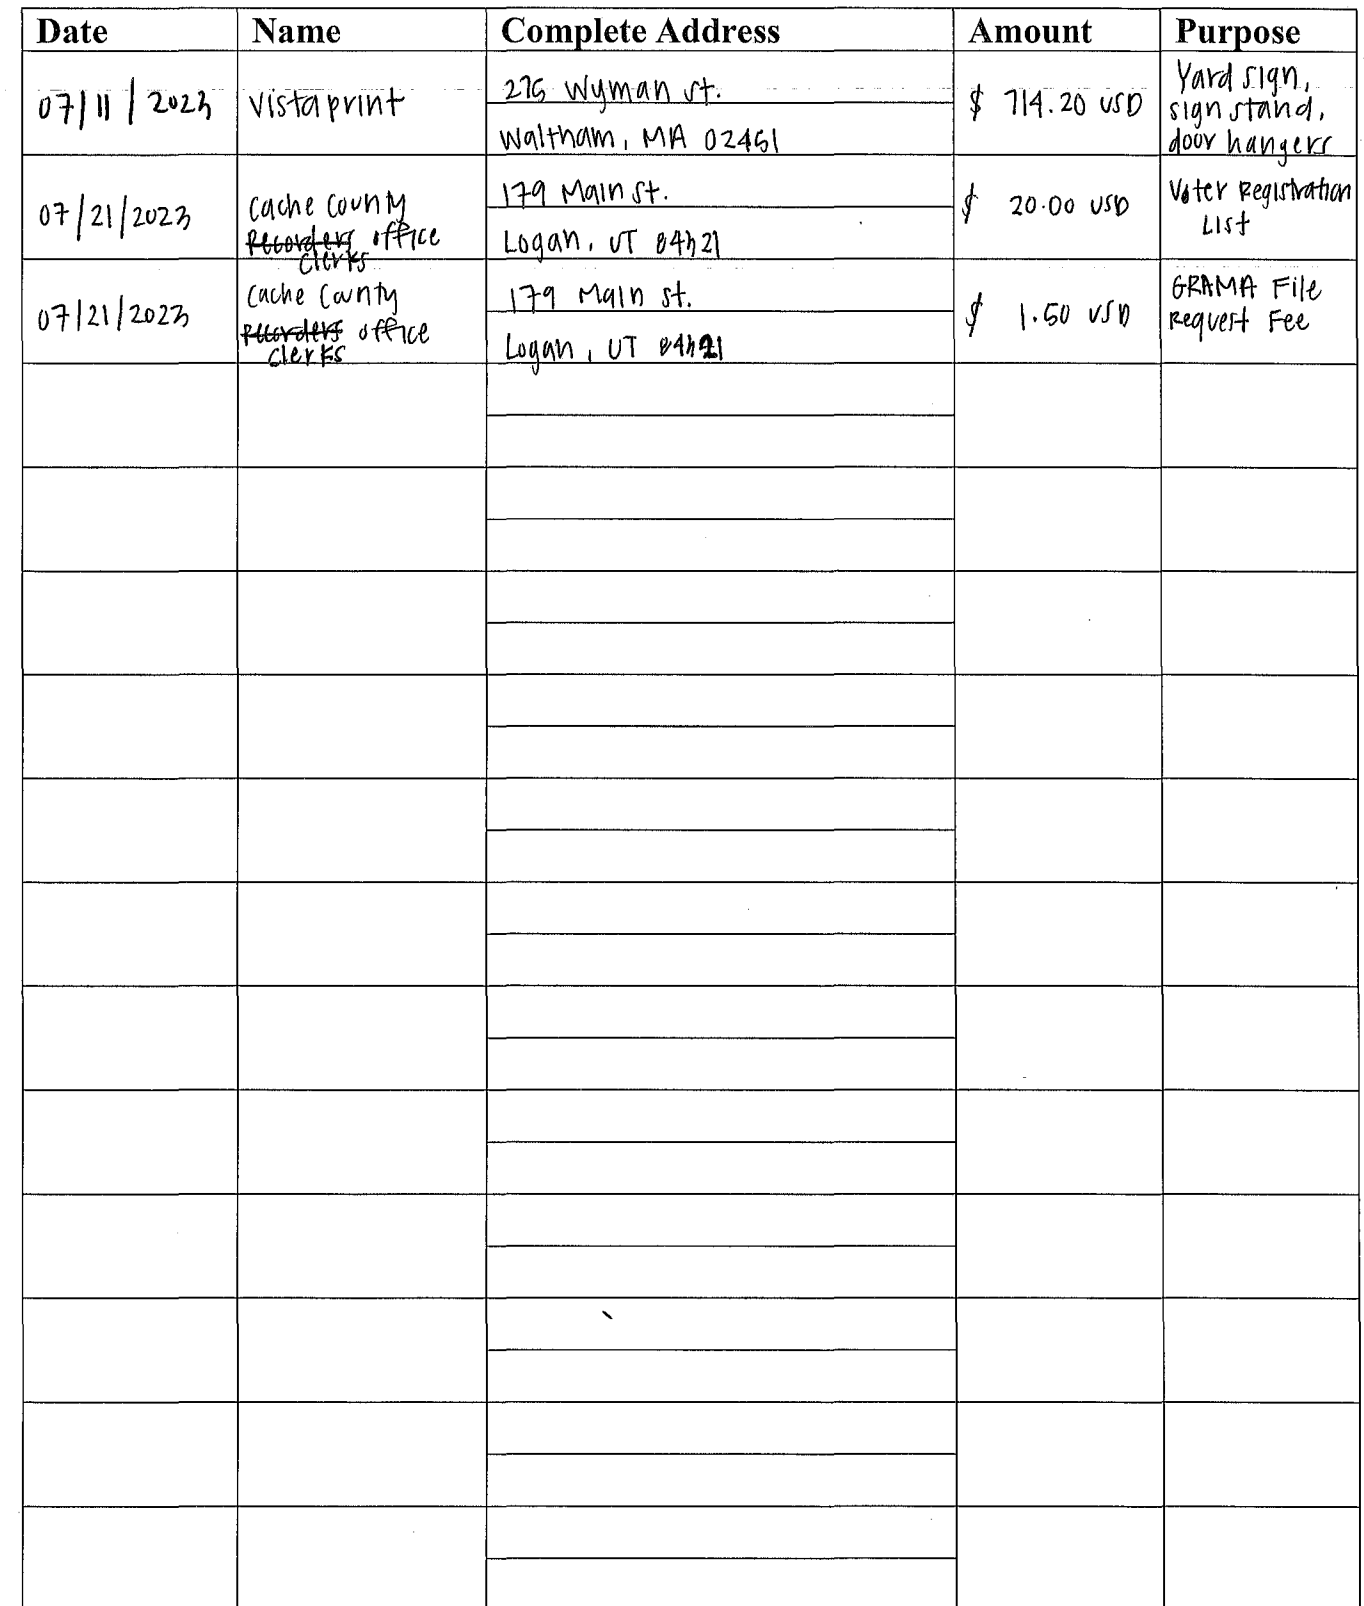 Date Name Complete Address Amount Purpose
07/11/2023
Vistaprint
275 Wyman St.
Waltham, MA 02451
$ 714.20 USD
Yard sign,
sign stand,
door hangers
07/21/2023
Cache County
Recorders office
Clerks
179 Main St.
Logan, UT 84321
$ 20.00 USD
Voter Registration
List
07/21/2023
Cache County
Recorders office
Clerks
179 Main St.
Logan, UT 84321
$ 1.50 USD
GRAMA File
Request Fee